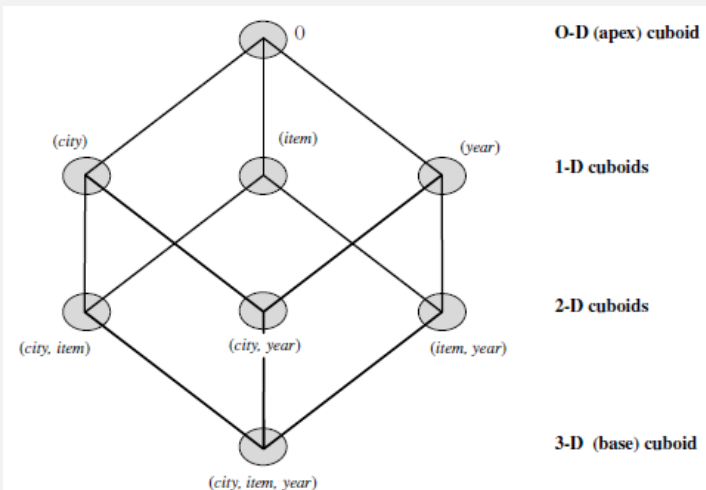 () O-D (apex) cuboid
(city) (item) (year)
1-D cuboids
2-D cuboids
(city, item) (city, year) (item, year)
3-D (base) cuboid
(city, item, year)